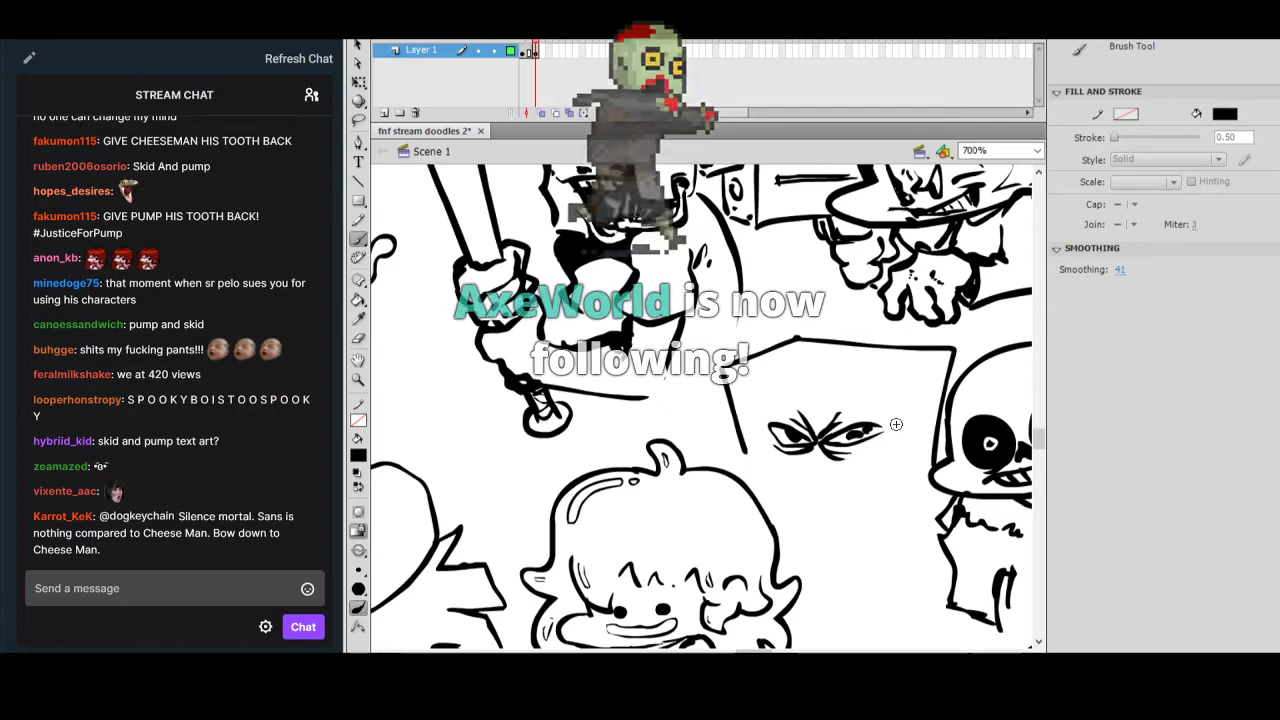 Refresh Chat
STREAM CHAT
no one can change my mind
fakumon115: GIVE CHEESEMAN HIS TOOTH BACK
ruben2006osorio: Skid And pump
hopes_desires:
fakumon115: GIVE PUMP HIS TOOTH BACK!
#JusticeForPump
anon_kb:
minedoge75: that moment when sr pelo sues you for
using his characters
canoessandwich: pump and skid
buhgge: shits my fucking pants!!!
feralmilkshake: we at 420 views
looperhonstropy: S P O O K Y B O I S T O O S P O O K
Y
hybriid_kid: skid and pump text art?
zeamazed:
vixente_aac:
Karrot_KeK: @dogkeychain Silence mortal. Sans is
nothing compared to Cheese Man. Bow down to
Cheese Man.
Send a message
Chat
Layer 1
fnf stream doodles 2*
Scene 1
700%
AxeWorld is now
following!
Brush Tool
FILL AND STROKE
Stroke: 0.50
Style: Solid
Scale: Hinting
Cap:
Join: Miter: 3
SMOOTHING
Smoothing: 41